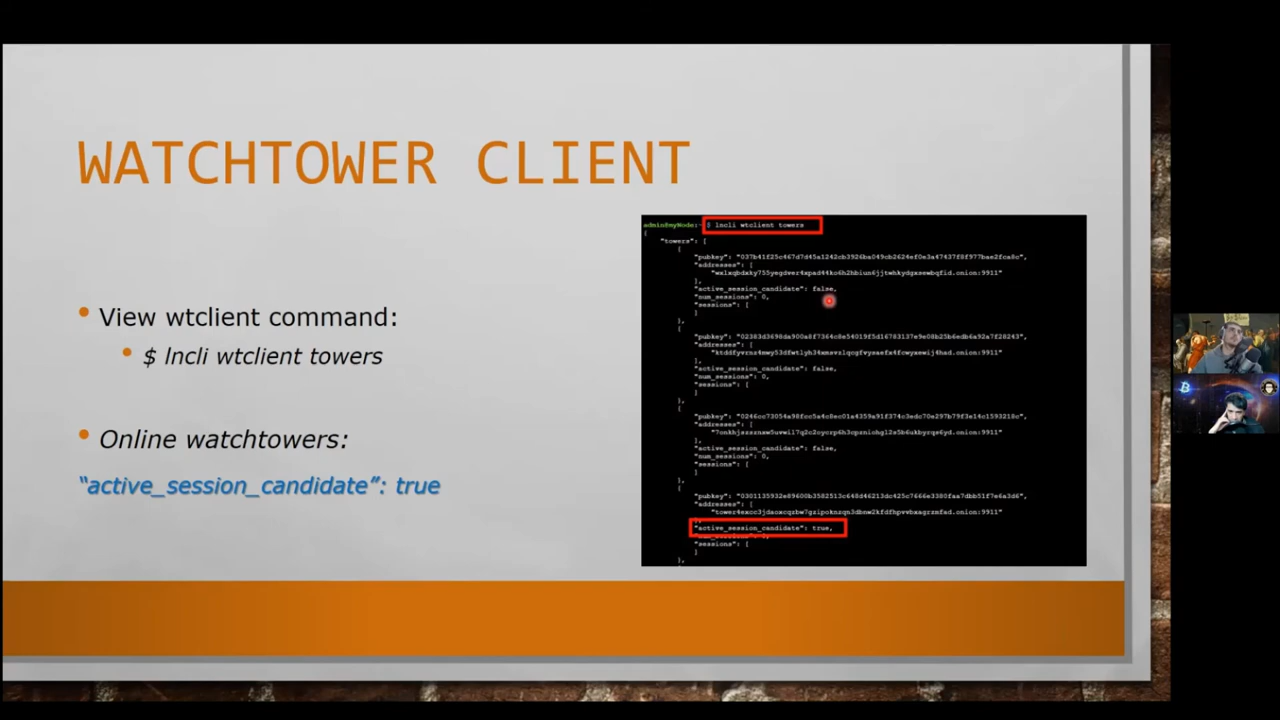 WATCHTOWER CLIENT
View wtclient command:
$ lncli wtclient towers
Online watchtowers:
“active_session_candidate”: true
admin@myNode:~ $ lncli wtclient towers
{
"towers": [
{
"pubkey":
"addresses": [
],
"active_session_candidate": false,
"num_sessions": 0,
"sessions": [
]
},
{
"pubkey":
"addresses": [
],
"active_session_candidate": false,
"num_sessions": 0,
"sessions": [
]
},
{
"pubkey":
"addresses": [
],
"active_session_candidate": false,
"num_sessions": 0,
"sessions": [
]
},
{
"pubkey":
"addresses": [
],
"active_session_candidate": true,
"sessions": [
]
},